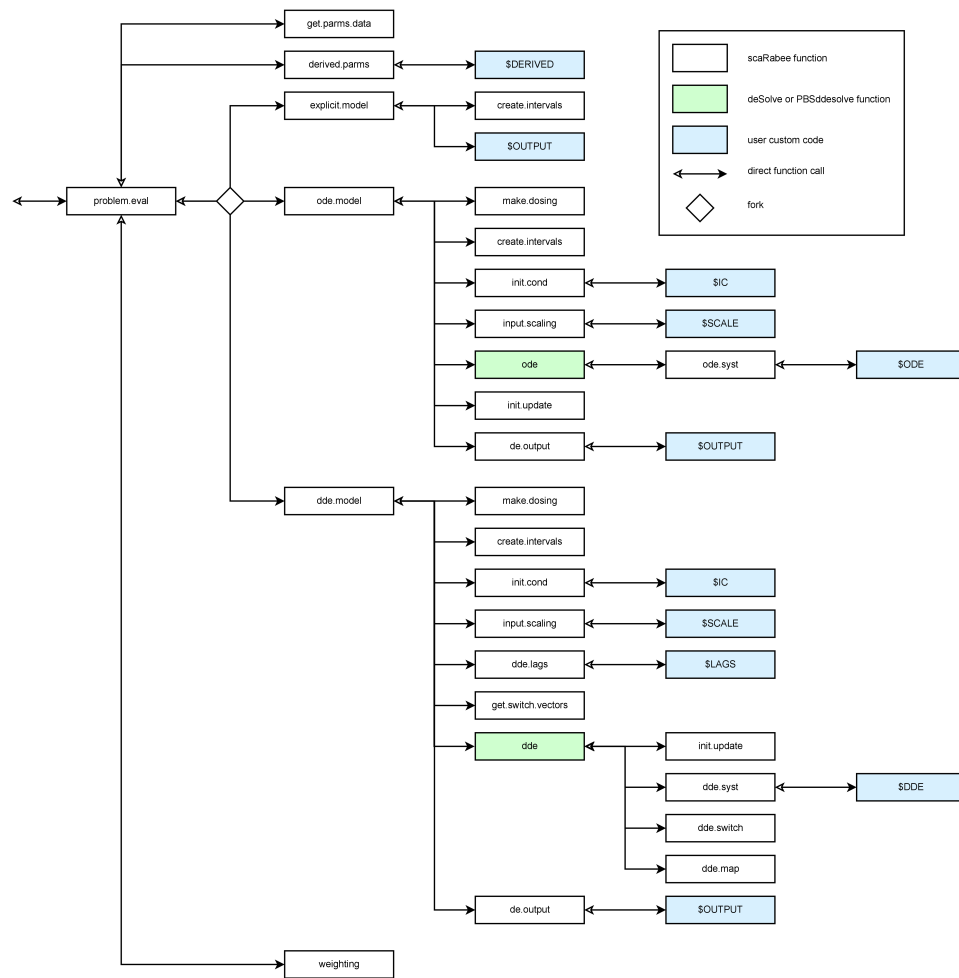 get.parms.data
derived.parms
$DERIVED
explicit.model
create.intervals
$OUTPUT
problem.eval
ode.model
make.dosing
create.intervals
init.cond
$IC
input.scaling
$SCALE
ode
ode.syst
$ODE
init.update
de.output
$OUTPUT
dde.model
make.dosing
create.intervals
init.cond
$IC
input.scaling
$SCALE
dde.lags
$LAGS
get.switch.vectors
dde
init.update
dde.syst
$DDE
dde.switch
dde.map
de.output
$OUTPUT
weighting
scaRabee function
deSolve or PBSddesolve function
user custom code
direct function call
fork